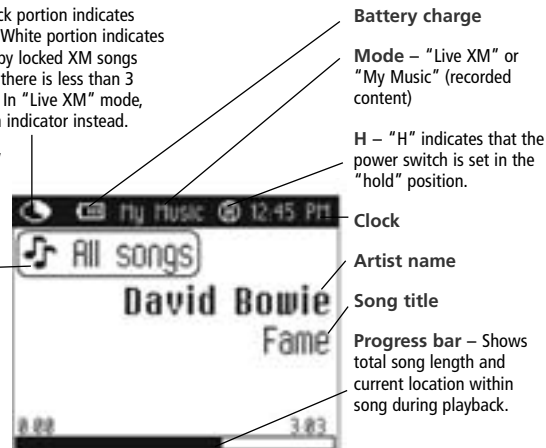 ck portion indicates
White portion indicates
by locked XM songs
there is less than 3
In "Live XM" mode,
indicator instead.
Battery charge
Mode – "Live XM" or
"My Music" (recorded
content)
H – "H" indicates that the
power switch is set in the
"hold" position.
Clock
Artist name
Song title
Progress bar – Shows
total song length and
current location within
song during playback.
My Music H 12:45 PM
All songs
David Bowie
Fame
0:00 3:03